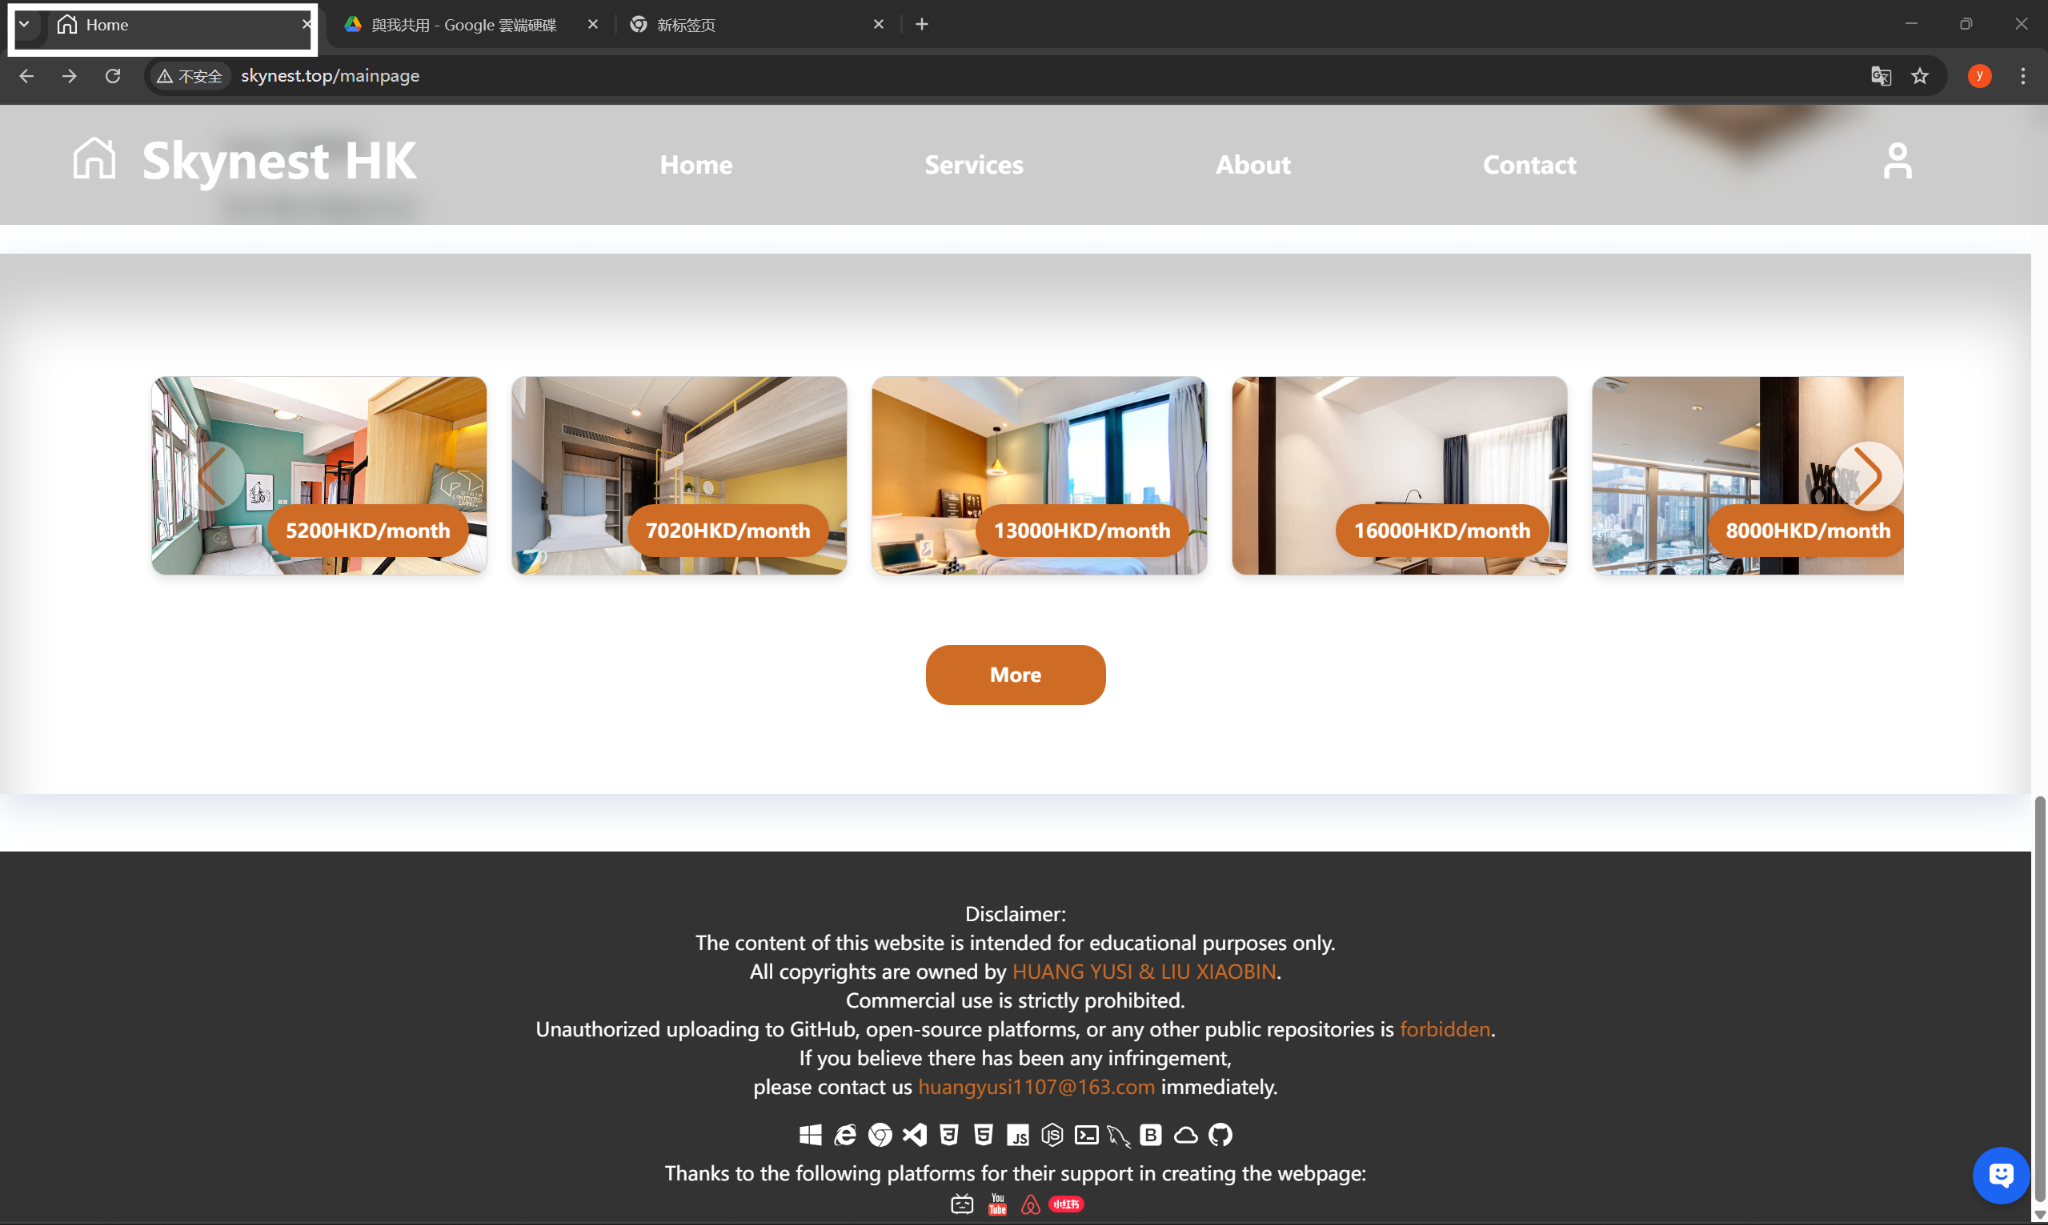 Home
與我共用 - Google 雲端硬碟
新标签页
不安全
skynest.top/mainpage
y
Skynest HK
Home
Services
About
Contact
5200HKD/month
7020HKD/month
13000HKD/month
16000HKD/month
8000HKD/month
More
Disclaimer:
The content of this website is intended for educational purposes only.
All copyrights are owned by HUANG YUSI & LIU XIAOBIN.
Commercial use is strictly prohibited.
Unauthorized uploading to GitHub, open-source platforms, or any other public repositories is forbidden.
If you believe there has been any infringement,
please contact us huangyusi1107@163.com immediately.
JS
JS
B
Thanks to the following platforms for their support in creating the webpage:
You
Tube
小红书